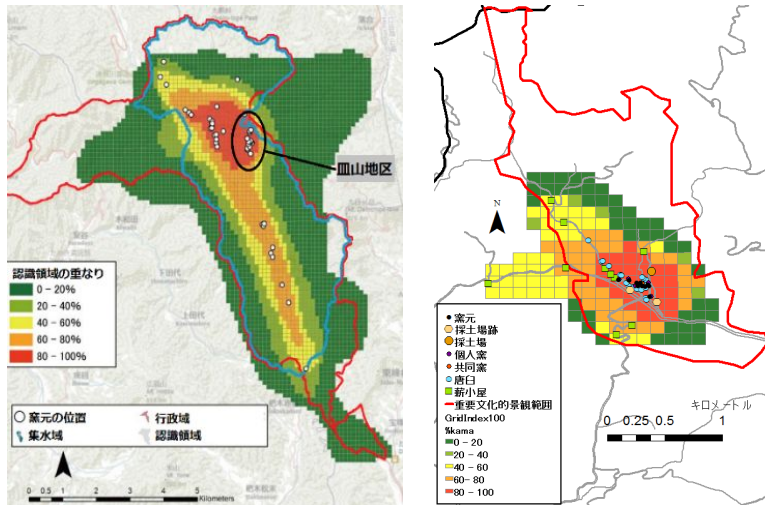 皿山地区
認識領域の重なり
0 - 20%
20 - 40%
40 - 60%
60 - 80%
80 - 100%
窯元の位置
行政域
集水域
認識領域
0 0.5 1 2 3 4 5
Kilometers
N
窯元
採土場跡
採土場
個人窯
共同窯
唐臼
薪小屋
重要文化的景観範囲
GridIndex100
%kama
0 - 20
20 - 40
40 - 60
60 - 80
80 - 100
キロメートル
0 0.25 0.5 1